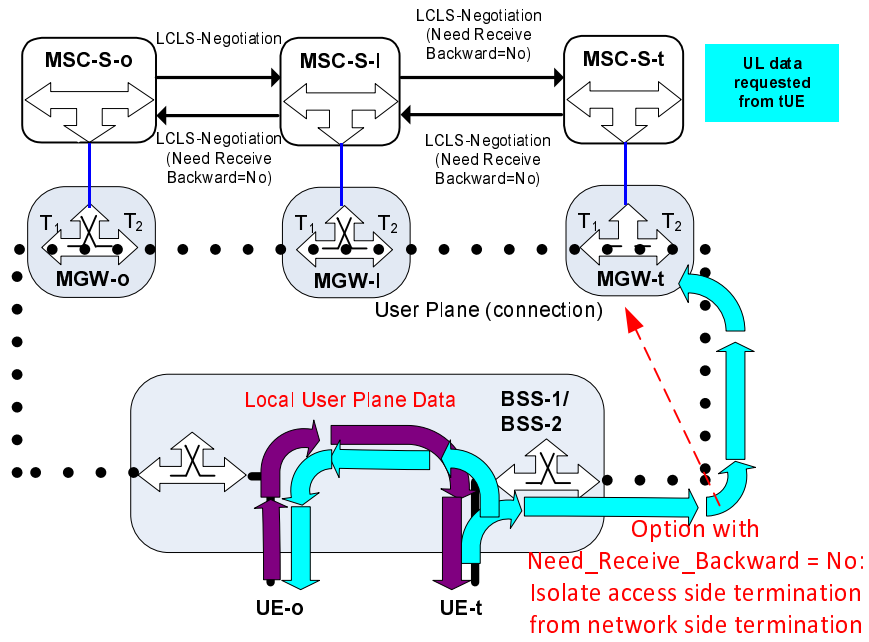 LCLS-Negotiation
LCLS-Negotiation
(Need Receive
Backward=No)
MSC-S-o
MSC-S-I
MSC-S-t
UL data
requested
from tUE
LCLS-Negotiation
(Need Receive
Backward=No)
LCLS-Negotiation
(Need Receive
Backward=No)
T1
T2
MGW-o
T1
T2
MGW-I
T1
T2
MGW-t
User Plane (connection)
Local User Plane Data
BSS-1/
BSS-2
Option with
Need_Receive_Backward = No:
Isolate access side termination
from network side termination
UE-o
UE-t